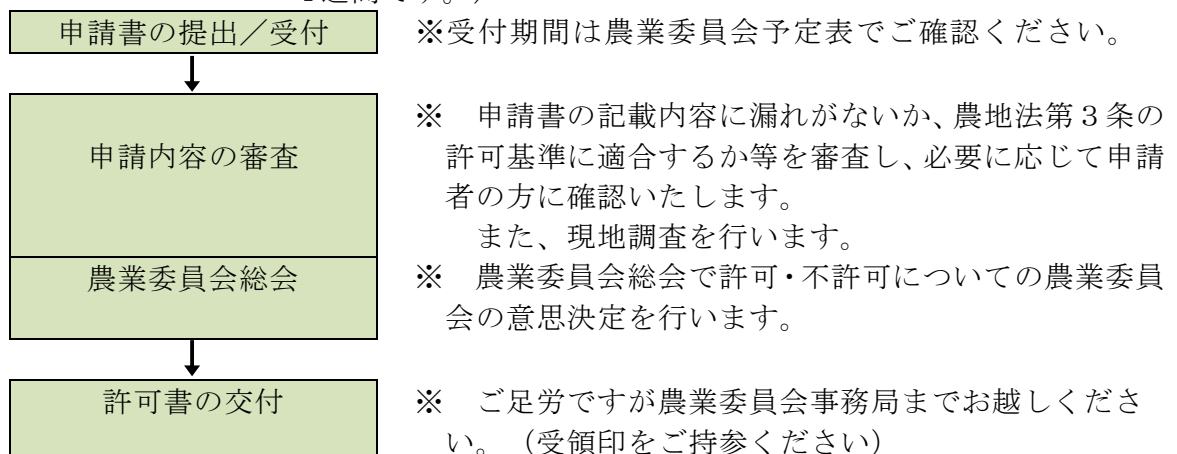 申請書の提出／受付
※受付期間は農業委員会予定表でご確認ください。
申請内容の審査
※　申請書の記載内容に漏れがないか、農地法第３条の
許可基準に適合するか等を審査し、必要に応じて申請
者の方に確認いたします。
また、現地調査を行います。
農業委員会総会
※　農業委員会総会で許可・不許可についての農業委員
会の意思決定を行います。
許可書の交付
※　ご足労ですが農業委員会事務局までお越しくださ
い。（受領印をご持参ください）